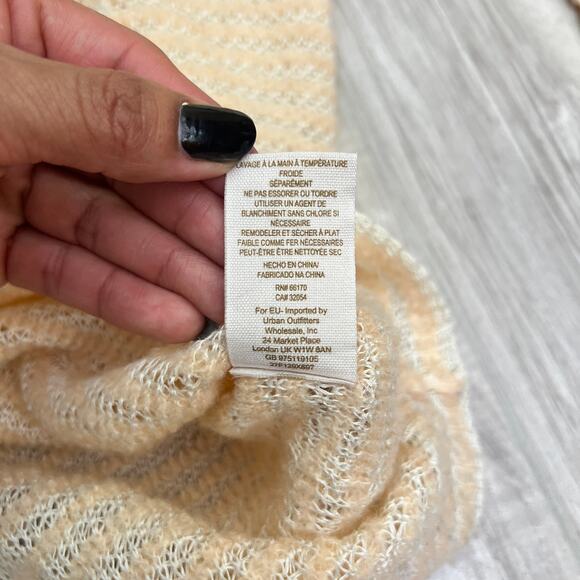 LAVAGE À LA MAIN À TEMPÉRATURE
FROIDE
SÉPARÉMENT
NE PAS ESSORER OU TORDRE
UTILISER UN AGENT DE
BLANCHIMENT SANS CHLORE SI
NÉCESSAIRE
REMODELER ET SÈCHER À PLAT
FAIBLE COMME FER NÉCESSAIRES
PEUT-ÊTRE ÊTRE NETTOYÉE SEC
HECHO EN CHINA/
FABRICADO NA CHINA
RN# 66170
CA# 32054
For EU- Imported by
Urban Outfitters
Wholesale, Inc
24 Market Place
London UK W1W 8AN
GB 975119105